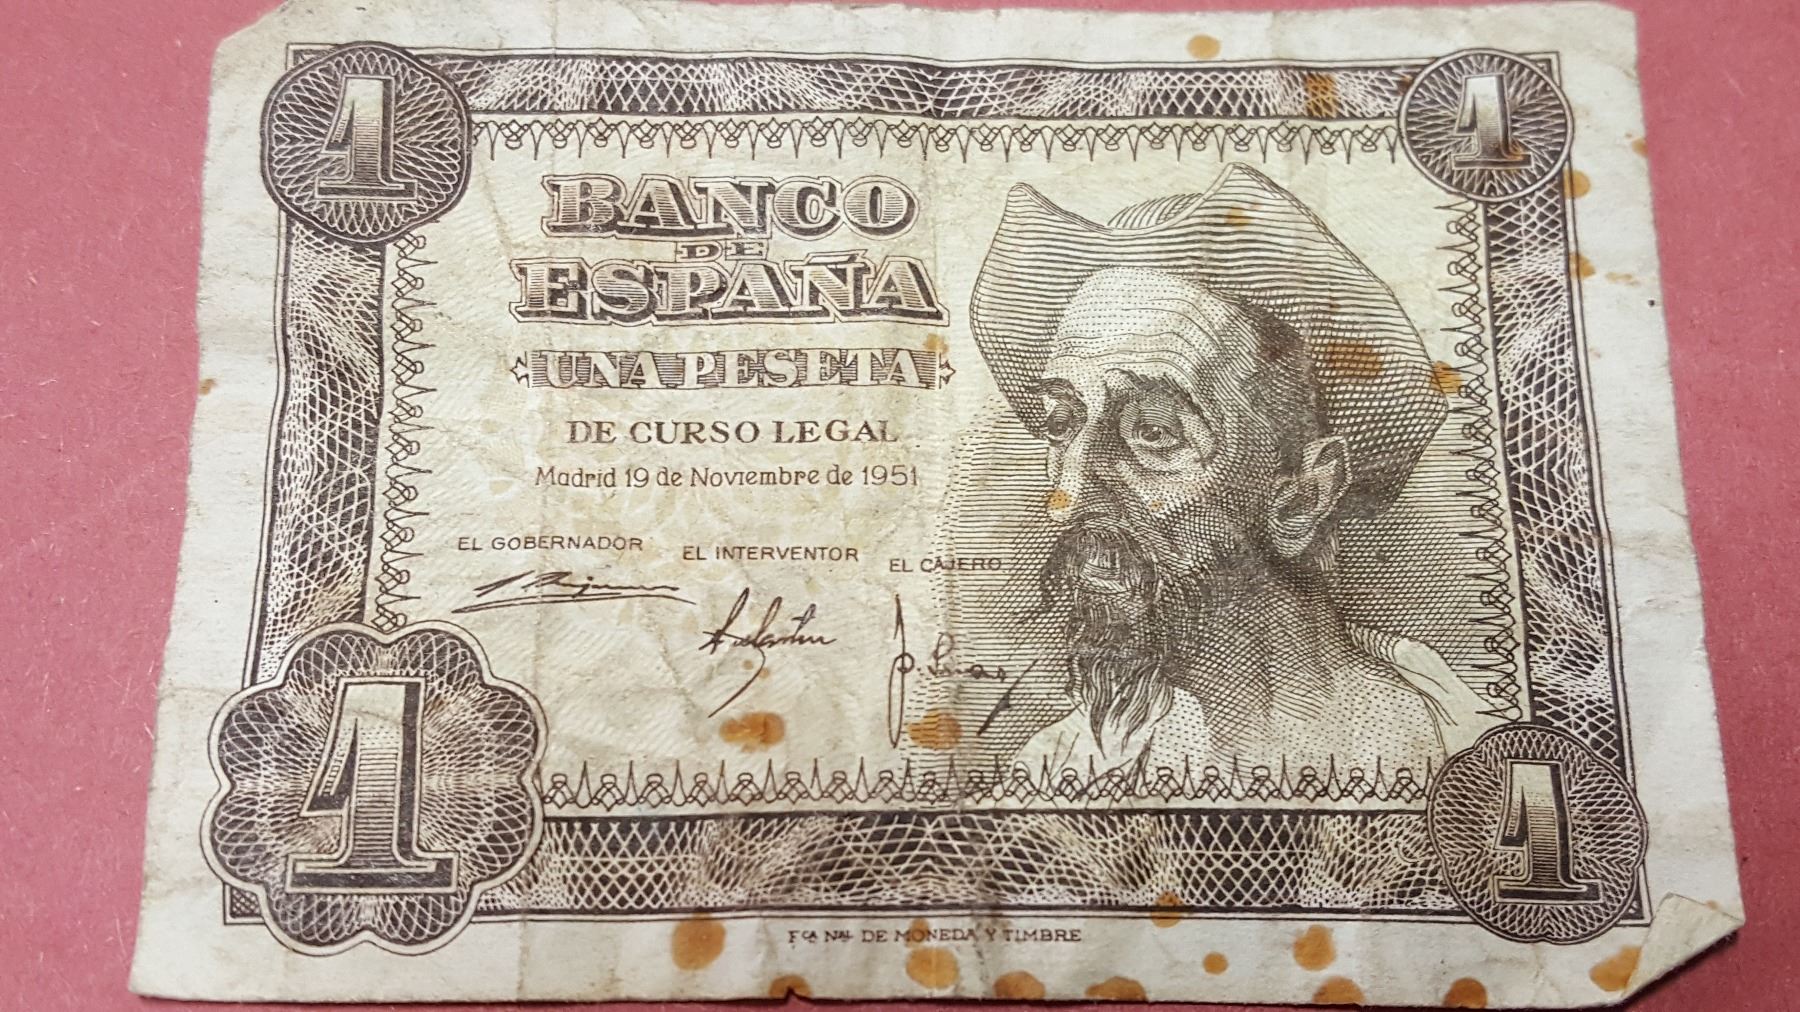 1 1
BANCO
DE
ESPAÑA
UNA PESETA
DE CURSO LEGAL
Madrid 19 de Noviembre de 1951
EL GOBERNADOR EL INTERVENTOR EL CAJERO
1 1
FCA NAL DE MONEDA Y TIMBRE